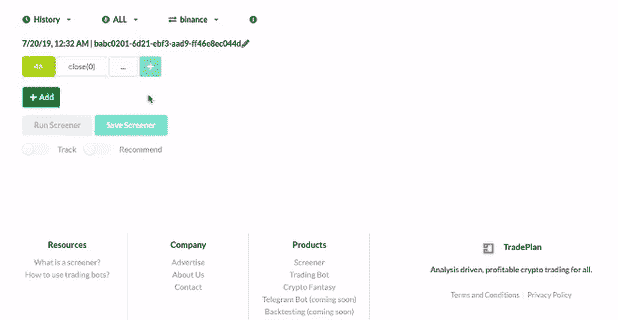 History ALL binance
7/20/19, 12:32 AM | babc0201-6d21-ebf3-aad9-ff46e8ec044d
close(0) ... +
+ Add
Run Screener Save Screener
Track Recommend
Resources Company Products TradePlan
What is a screener? Advertise Screener
How to use trading bots? About Us Trading Bot Analysis driven, profitable crypto trading for all.
Contact Crypto Fantasy
Telegram Bot (coming soon) Terms and Conditions | Privacy Policy
Backtesting (coming soon)